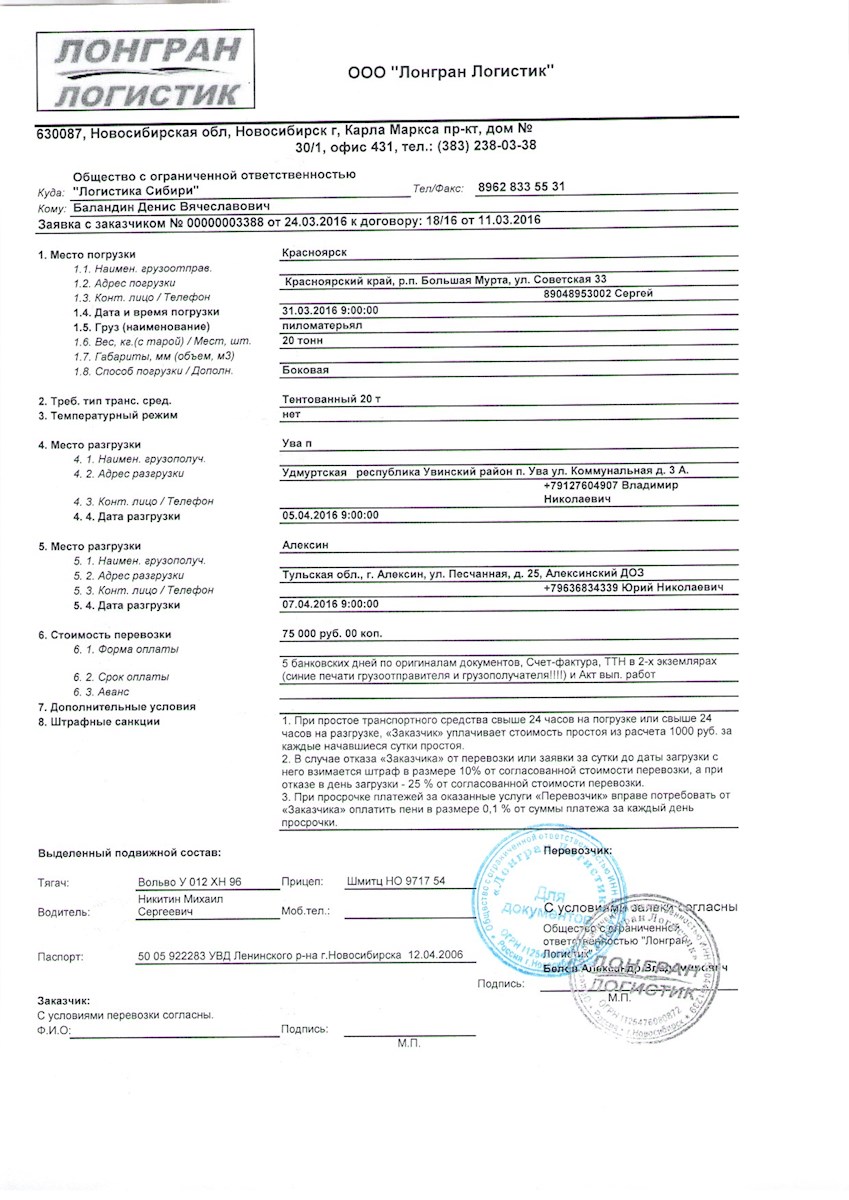 ЛОНГРАН
ЛОГИСТИК
ООО "Лонгран Логистик"
630087, Новосибирская обл, Новосибирск г, Карла Маркса пр-кт, дом №
30/1, офис 431, тел.: (383) 238-03-38
Общество с ограниченной ответственностью
Куда: "Логистика Сибири" Тел/Факс: 8962 833 55 31
Кому: Баландин Денис Вячеславович
Заявка с заказчиком № 00000003388 от 24.03.2016 к договору: 18/16 от 11.03.2016
1. Место погрузки Красноярск
1.1. Наимен. грузоотправ.
1.2. Адрес погрузки Красноярский край, р.п. Большая Мурта, ул. Советская 33
1.3. Конт. лицо / Телефон 89048953002 Сергей
1.4. Дата и время погрузки 31.03.2016 9:00:00
1.5. Груз (наименование) пиломатерьял
1.6. Вес, кг.(с тарой) / Мест, шт. 20 тонн
1.7. Габариты, мм (объем, м3)
1.8. Способ погрузки / Дополн. Боковая
2. Треб. тип транс. сред. Тентованный 20 т
3. Температурный режим нет
4. Место разгрузки Ува п
4. 1. Наимен. грузополуч.
4. 2. Адрес разгрузки Удмуртская республика Увинский район п. Ува ул. Коммунальная д. 3 А.
+79127604907 Владимир
4. 3. Конт. лицо / Телефон Николаевич
4. 4. Дата разгрузки 05.04.2016 9:00:00
5. Место разгрузки Алексин
5. 1. Наимен. грузополуч.
5. 2. Адрес разгрузки Тульская обл., г. Алексин, ул. Песчанная, д. 25, Алексинский ДОЗ
5. 3. Конт. лицо / Телефон +79636834339 Юрий Николаевич
5. 4. Дата разгрузки 07.04.2016 9:00:00
6. Стоимость перевозки 75 000 руб. 00 коп.
6. 1. Форма оплаты
5 банковских дней по оригиналам документов, Счет-фактура, ТТН в 2-х экземлярах
6. 2. Срок оплаты (синие печати грузоотправителя и грузополучателя!!!!) и Акт вып. работ
6. 3. Аванс
7. Дополнительные условия
8. Штрафные санкции 1. При простое транспортного средства свыше 24 часов на погрузке или свыше 24
часов на разгрузке, «Заказчик» уплачивает стоимость простоя из расчета 1000 руб. за
каждые начавшиеся сутки простоя.
2. В случае отказа «Заказчика» от перевозки или заявки за сутки до даты загрузки с
него взимается штраф в размере 10% от согласованной стоимости перевозки, а при
отказе в день загрузки - 25 % от согласованной стоимости перевозки.
3. При просрочке платежей за оказанные услуги «Перевозчик» вправе потребовать от
«Заказчика» оплатить пени в размере 0,1 % от суммы платежа за каждый день
просрочки.
Выделенный подвижной состав: Перевозчик:
Тягач: Вольво У 012 ХН 96 Прицеп: Шмитц НО 9717 54
Никитин Михаил
Водитель: Сергеевич Моб.тел.:
С условиями заявки согласны
Общество с ограниченной
ответственностью "Лонгран
Логистик"
Паспорт: 50 05 922283 УВД Ленинского р-на г.Новосибирска 12.04.2006
Белов Александр
Подпись:
М.П.
Заказчик:
С условиями перевозки согласны.
Ф.И.О: Подпись:
М.П.
«Лонгран Логистик»
Для
документов
ЛОНГРАН
ЛОГИСТИК
ОГРН 1125476090872
Россия г. Новосибирск